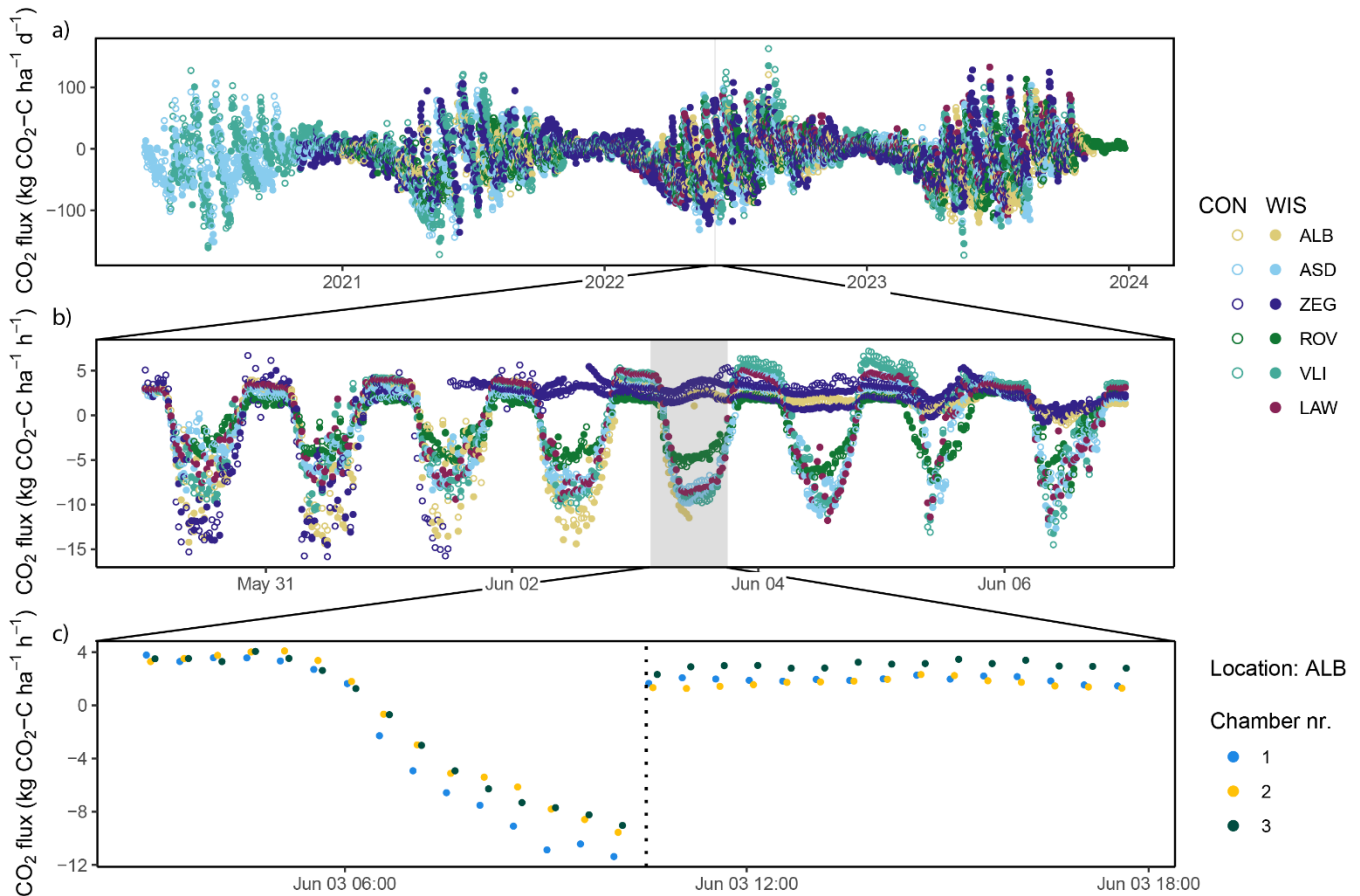 a)
CO₂ flux (kg CO₂−C ha⁻¹ d⁻¹)
100
0
−100
2021
2022
2023
2024
b)
CO₂ flux (kg CO₂−C ha⁻¹ h⁻¹)
5
0
−5
−10
−15
May 31
Jun 02
Jun 04
Jun 06
c)
CO₂ flux (kg CO₂−C ha⁻¹ h⁻¹)
4
0
−4
−8
−12
Jun 03 06:00
Jun 03 12:00
Jun 03 18:00
CON WIS
ALB
ASD
ZEG
ROV
VLI
LAW
Location: ALB
Chamber nr.
1
2
3